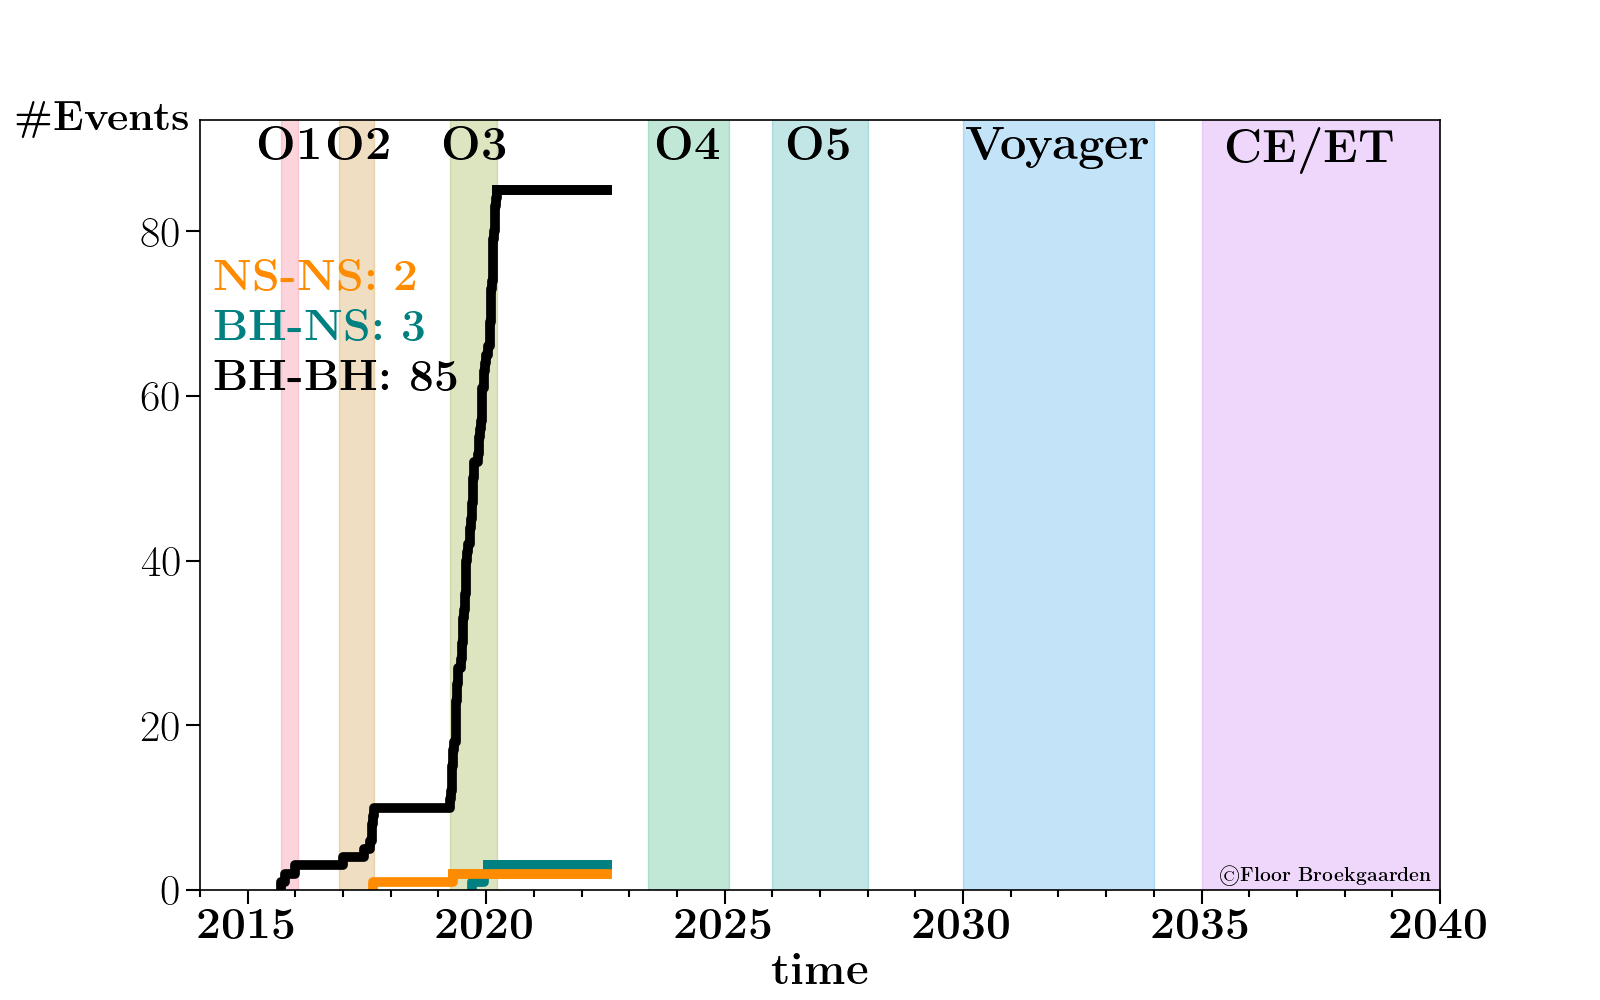 #Events
O1 O2 O3 O4 O5 Voyager CE/ET
80
NS-NS: 2
BH-NS: 3
BH-BH: 85
60
40
20
©Floor Broekgaarden
0
2015 2020 2025 2030 2035 2040
time